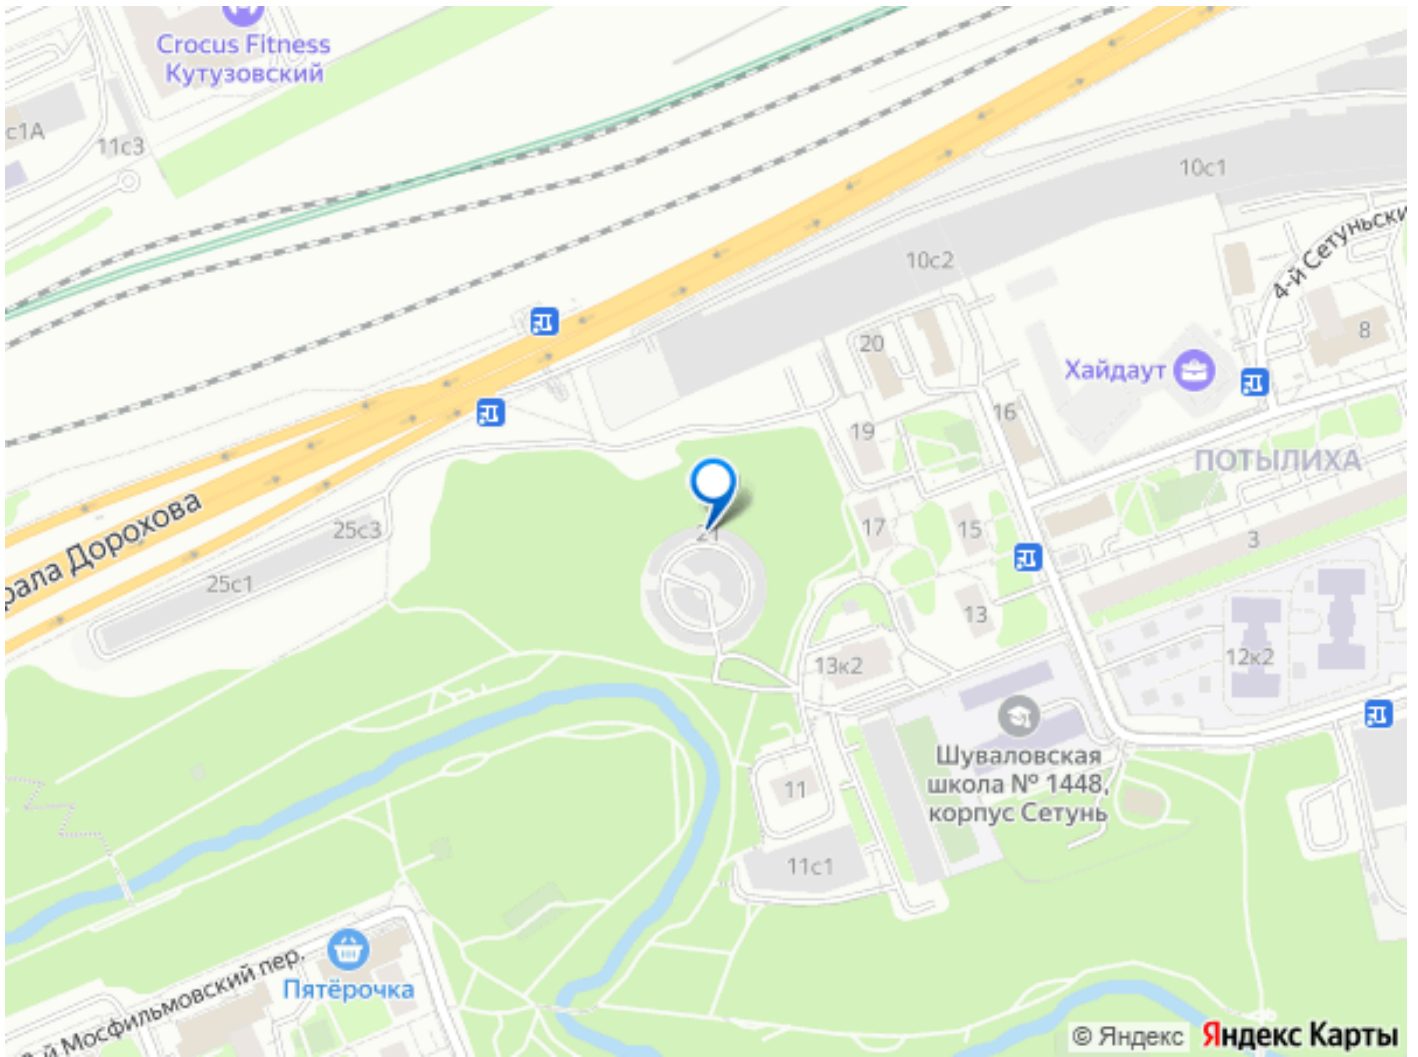 Crocus Fitness
Кутузовский
с1А
11с3
10с1
10с2
4-й Сетуньски
20
8
Хайдаут
16
19
ПОТЫЛИХА
рала Дорохова
25с3
21
17
15
3
25с1
13
13к2
12к2
Шуваловская
школа № 1448,
корпус Сетунь
11
11с1
-й Мосфильмовский пер.
Пятёрочка
© Яндекс Яндекс Карты